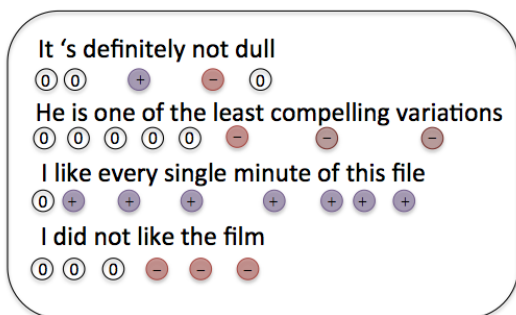 It 's definitely not dull
0 0 + − 0
He is one of the least compelling variations
0 0 0 0 0 − − −
I like every single minute of this file
0 + + + + + + +
I did not like the film
0 0 0 − − −